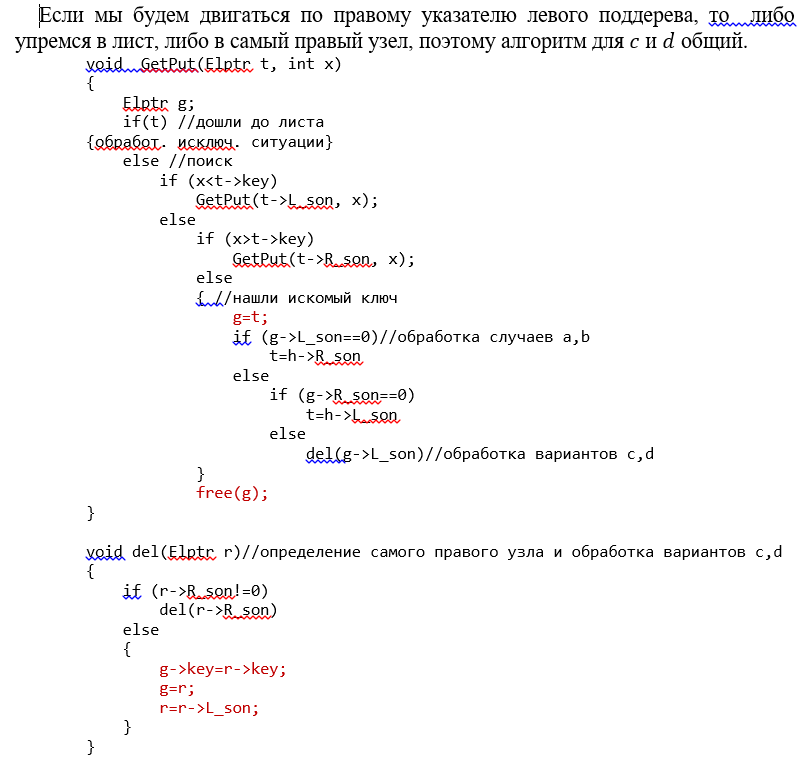 Если мы будем двигаться по правому указателю левого поддерева, то либо
упремся в лист, либо в самый правый узел, поэтому алгоритм для c и d общий.
void GetPut(Elptr t, int x)
{
Elptr g;
if(t) //дошли до листа
{обработ. исключ. ситуации}
else //поиск
if (x<t->key)
GetPut(t->L_son, x);
else
if (x>t->key)
GetPut(t->R_son, x);
else
{ //нашли искомый ключ
g=t;
if (g->L_son==0)//обработка случаев a,b
t=h->R_son
else
if (g->R_son==0)
t=h->L_son
else
del(g->L_son)//обработка вариантов c,d
}
free(g);
}
void del(Elptr r)//определение самого правого узла и обработка вариантов c,d
{
if (r->R_son!=0)
del(r->R_son)
else
{
g->key=r->key;
g=r;
r=r->L_son;
}
}